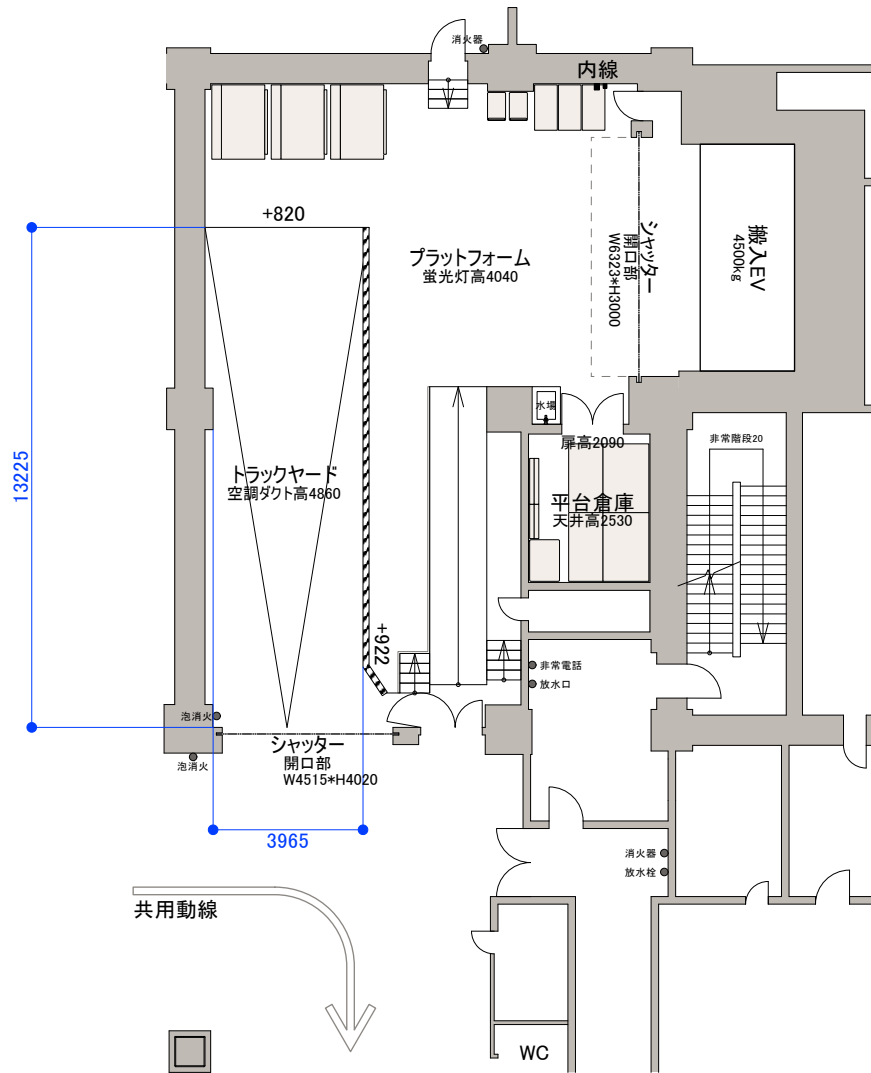 消火器
内線
+820
プラットフォーム
蛍光灯高4040
シャッター
開口部
W6323*H3000
搬入EV
4500kg
水場
扉高2090
非常階段20
13225
トラックヤード
空調ダクト高4860
平台倉庫
天井高2530
+922
非常電話
放水口
泡消火
シャッター
開口部
W4515*H4020
泡消火
3965
消火器
放水栓
共用動線
WC